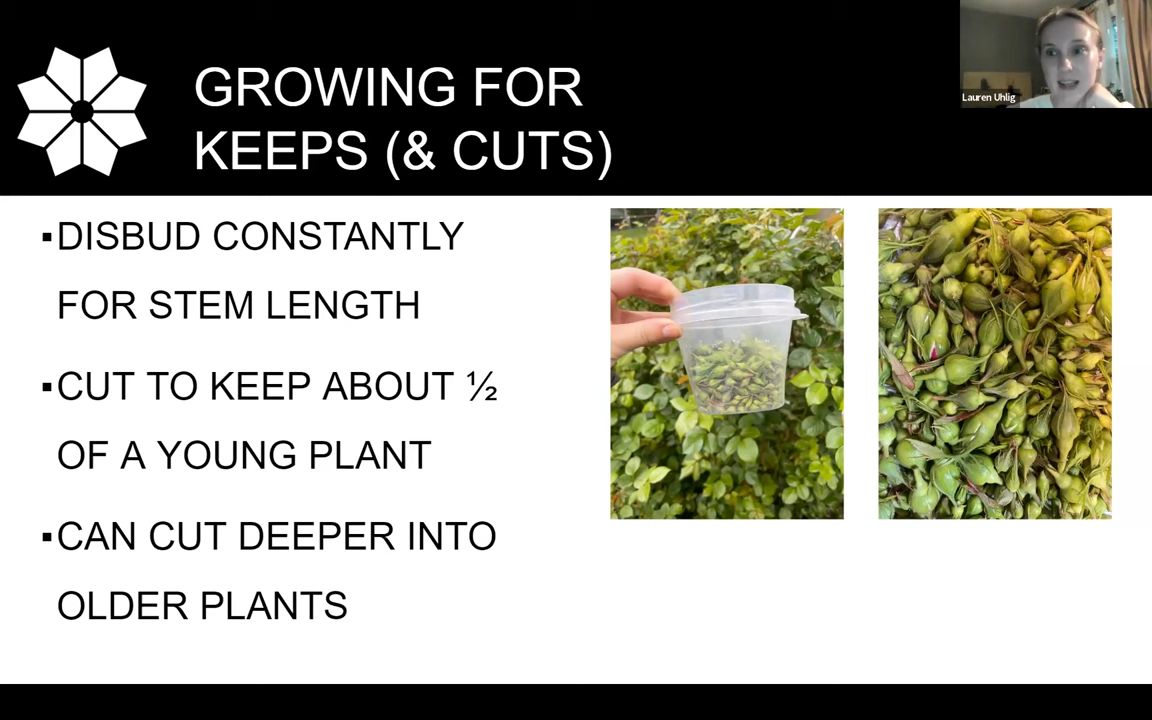 GROWING FOR
KEEPS (& CUTS)
Lauren Uhlig
▪DISBUD CONSTANTLY
FOR STEM LENGTH
▪CUT TO KEEP ABOUT ½
OF A YOUNG PLANT
▪CAN CUT DEEPER INTO
OLDER PLANTS